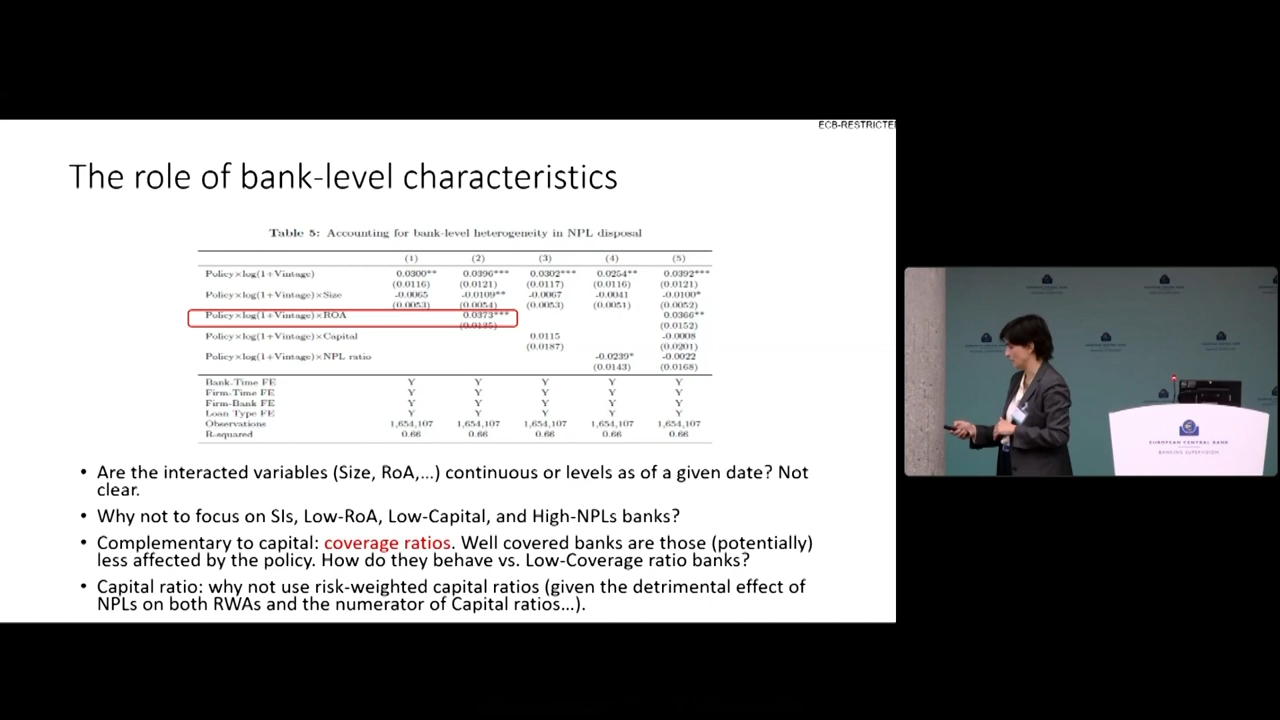 ECB-RESTRICTE
The role of bank-level characteristics
Table 5: Accounting for bank-level heterogeneity in NPL disposal
(1) (2) (3) (4) (5)
Policy×log(1+Vintage) 0.0300** 0.0396*** 0.0302*** 0.0254** 0.0392***
(0.0116) (0.0121) (0.0117) (0.0116) (0.0121)
Policy×log(1+Vintage)×Size -0.0065 -0.0109** -0.0067 -0.0041 -0.0100*
(0.0053) (0.0054) (0.0053) (0.0051) (0.0052)
Policy×log(1+Vintage)×ROA 0.0373*** 0.0366**
(0.0135) (0.0152)
Policy×log(1+Vintage)×Capital 0.0115 -0.0008
(0.0187) (0.0201)
Policy×log(1+Vintage)×NPL ratio -0.0239* -0.0022
(0.0143) (0.0168)
Bank-Time FE Y Y Y Y Y
Firm-Time FE Y Y Y Y Y
Firm-Bank FE Y Y Y Y Y
Loan Type FE Y Y Y Y Y
Observations 1,654,107 1,654,107 1,654,107 1,654,107 1,654,107
R-squared 0.66 0.66 0.66 0.66 0.66
• Are the interacted variables (Size, RoA,...) continuous or levels as of a given date? Not
clear.
• Why not to focus on SIs, Low-RoA, Low-Capital, and High-NPLs banks?
• Complementary to capital: coverage ratios. Well covered banks are those (potentially)
less affected by the policy. How do they behave vs. Low-Coverage ratio banks?
• Capital ratio: why not use risk-weighted capital ratios (given the detrimental effect of
NPLs on both RWAs and the numerator of Capital ratios...).
EUROPEAN CENTRAL BANK
BANKING SUPERVISION